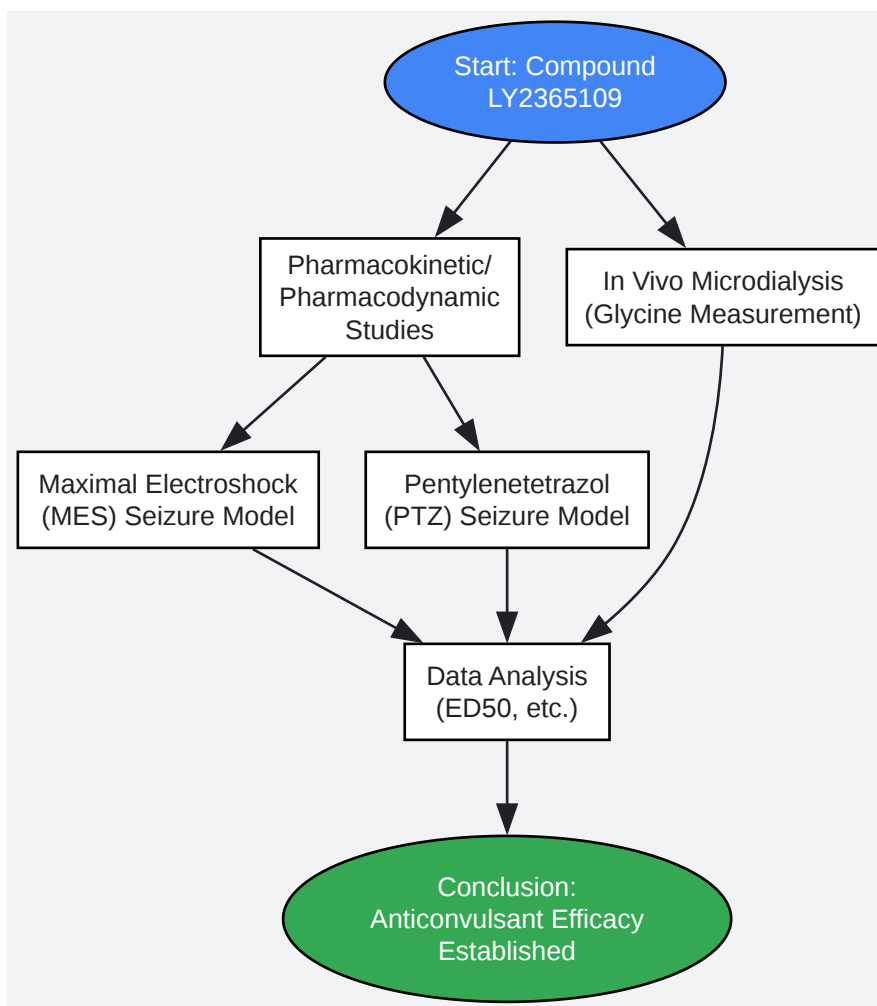 Start: Compound
LY2365109
Pharmacokinetic/
Pharmacodynamic
Studies
In Vivo Microdialysis
(Glycine Measurement)
Maximal Electroshock
(MES) Seizure Model
Pentylenetetrazol
(PTZ) Seizure Model
Data Analysis
(ED50, etc.)
Conclusion:
Anticonvulsant Efficacy
Established